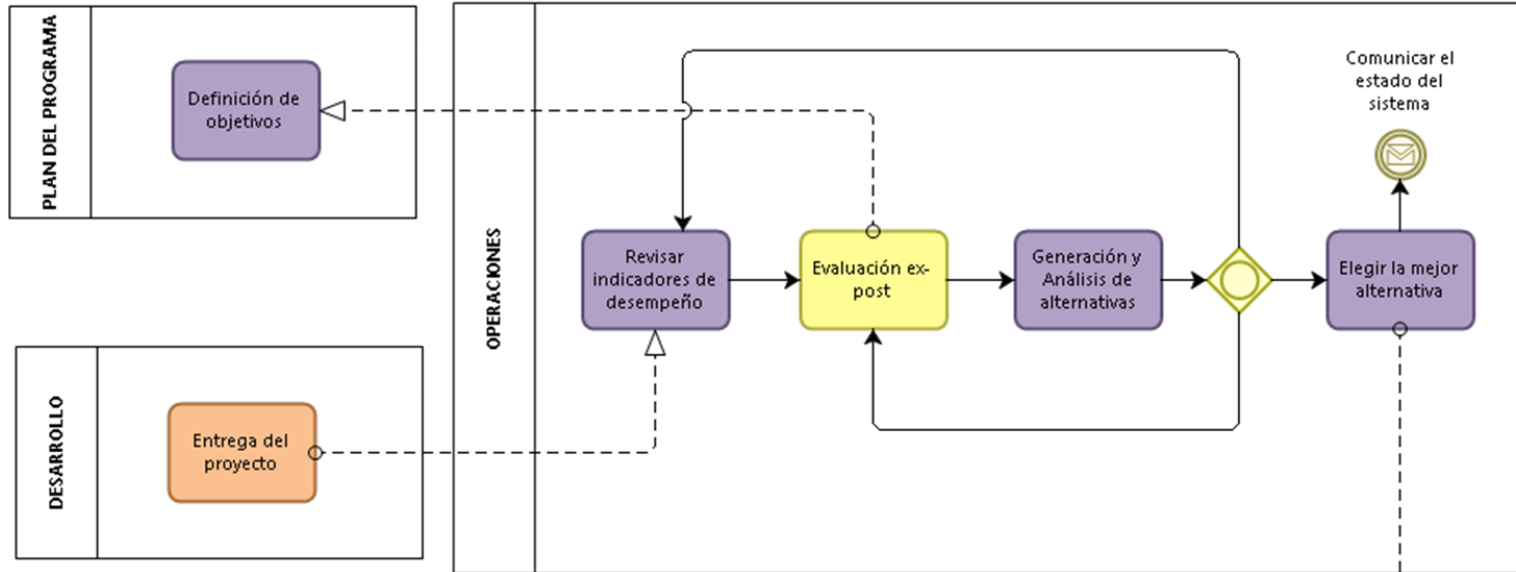 PLAN DEL PROGRAMA
Definición de
objetivos
DESARROLLO
Entrega del
proyecto
OPERACIONES
Revisar
indicadores de
desempeño
Evaluación ex-
post
Generación y
Análisis de
alternativas
Elegir la mejor
alternativa
Comunicar el
estado del
sistema